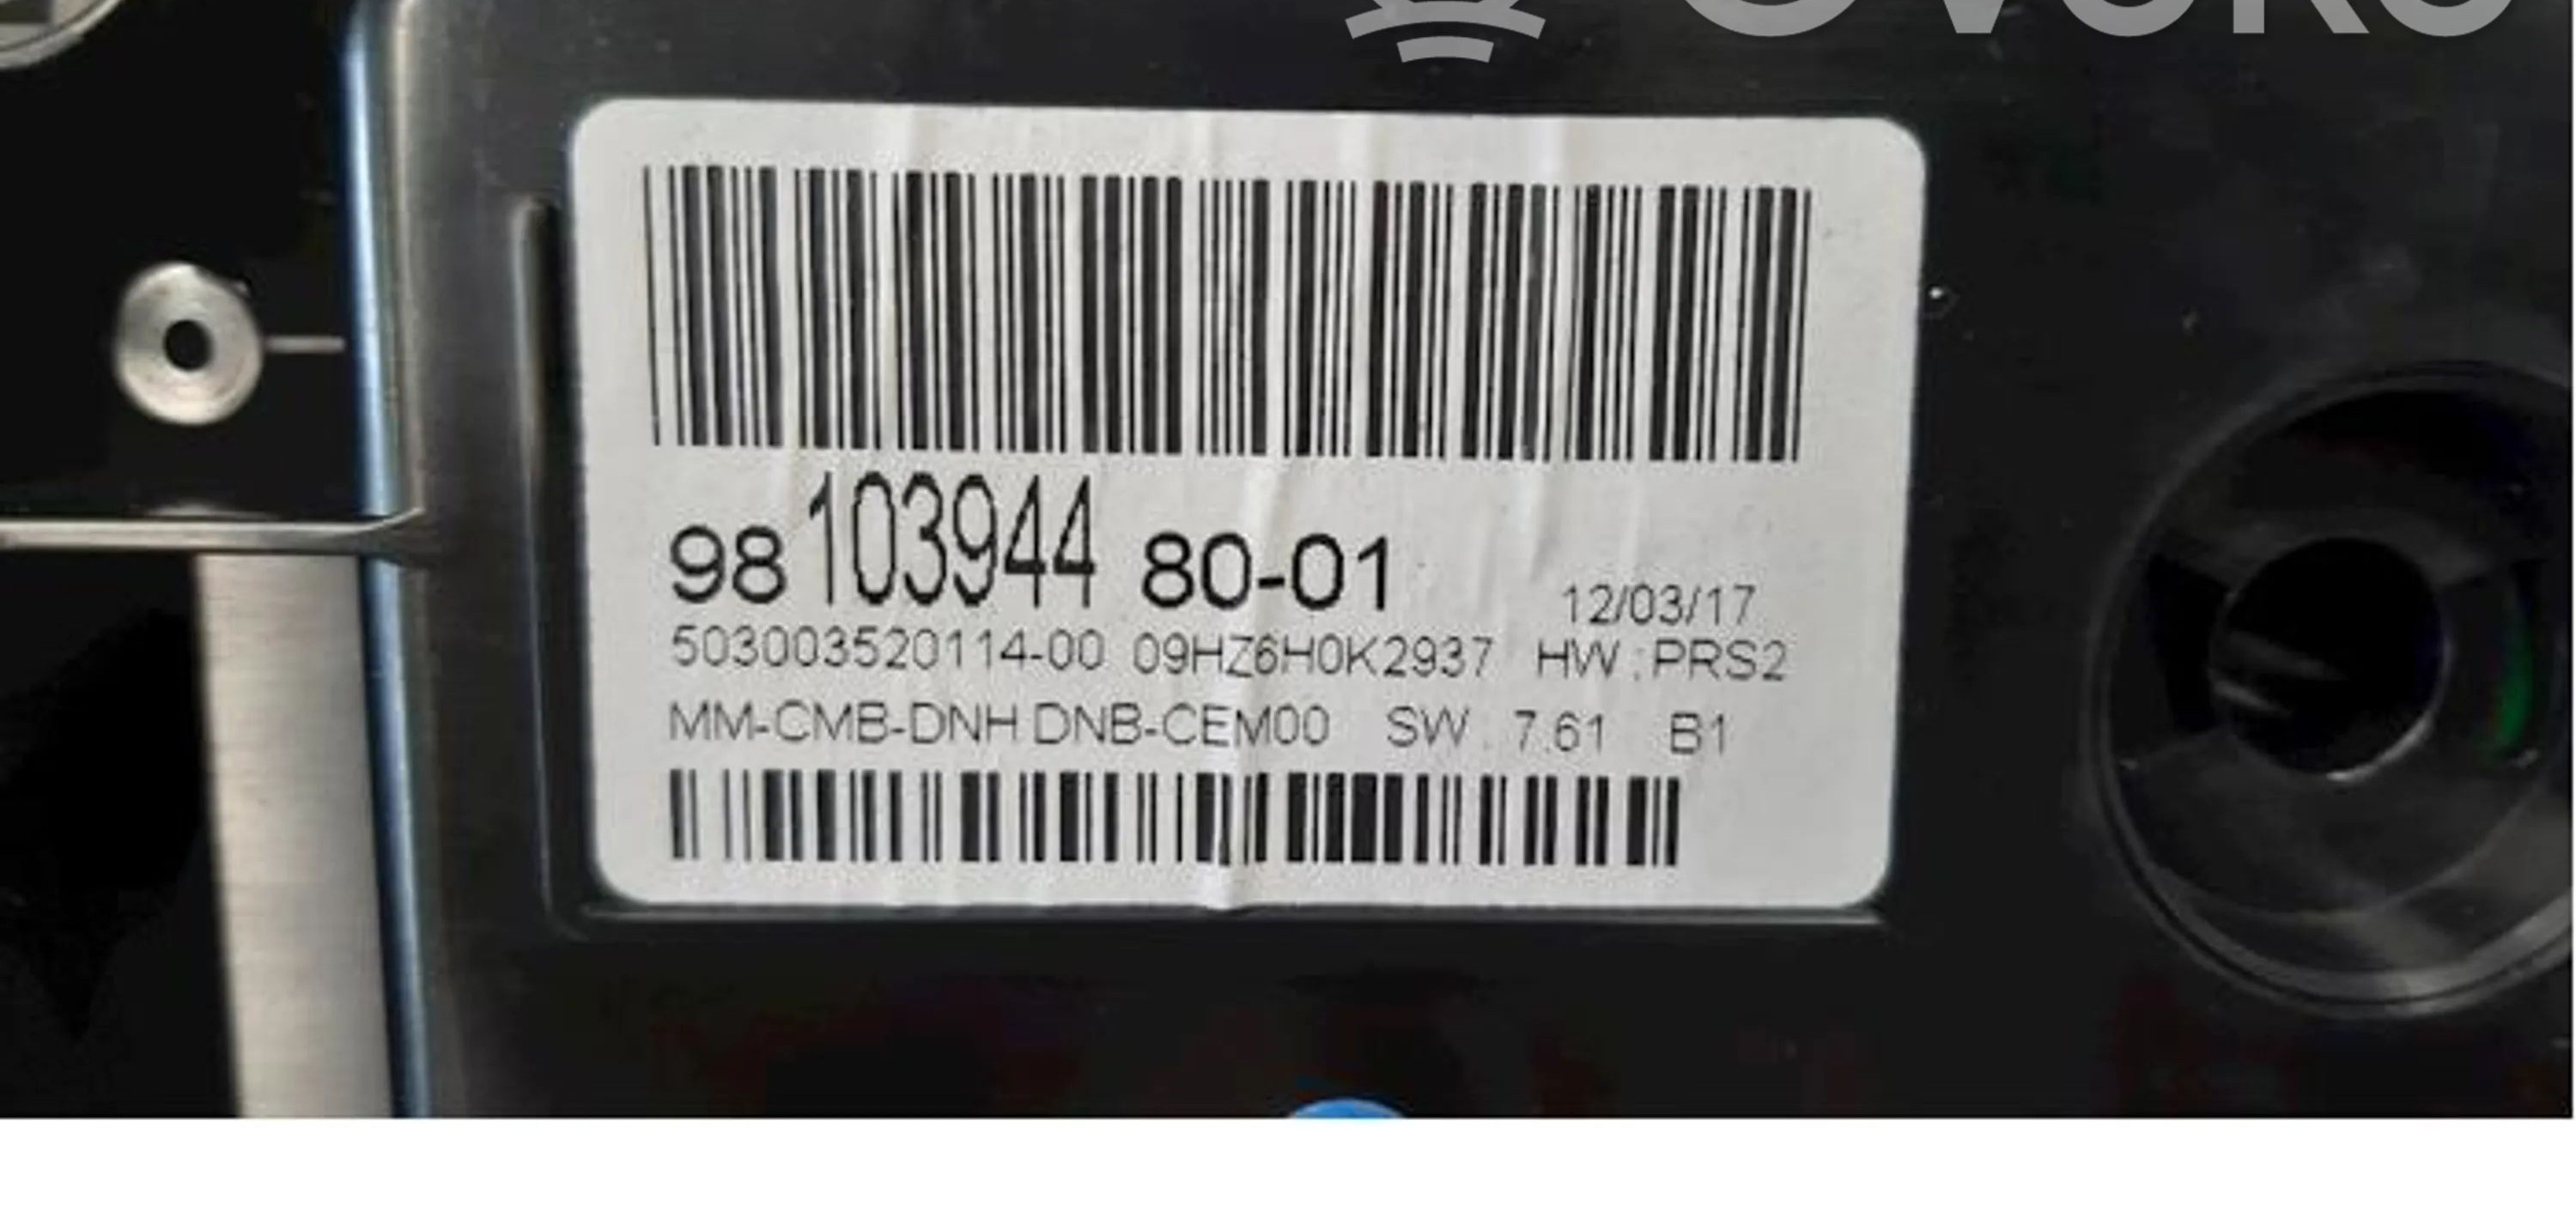 98 103944 80-01
12/03/17
503003520114-00 09HZ6H0K2937 HW:PRS2
MM-CMB-DNH DNB-CEM00 SW. 7.61 B1